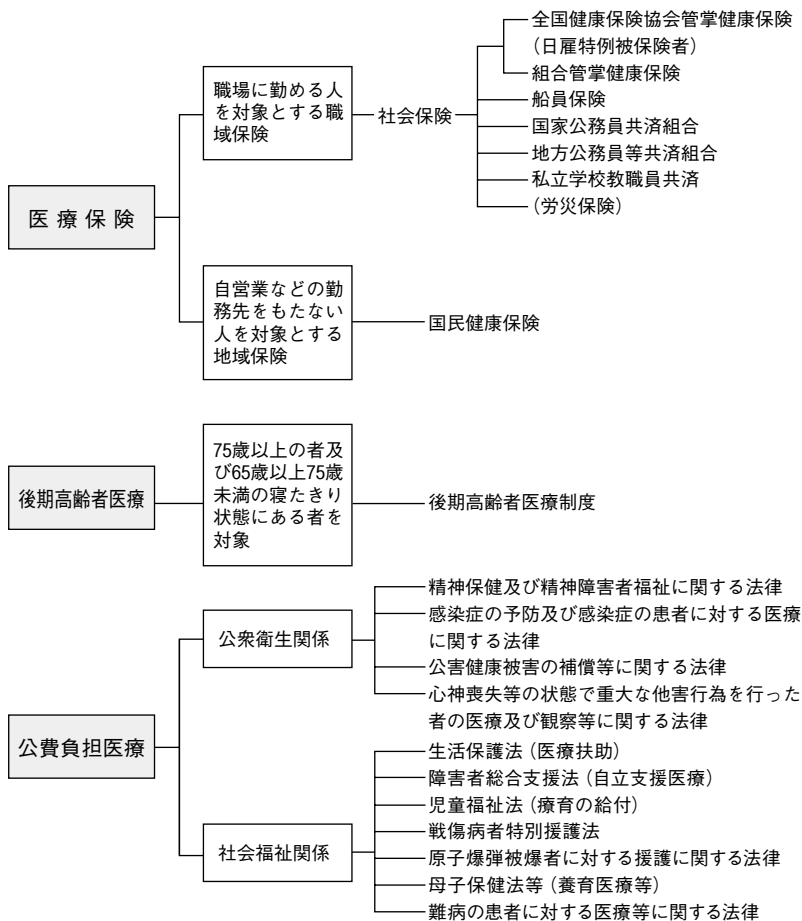 医療保険
職場に勤める人
を対象とする職
域保険
社会保険
全国健康保険協会管掌健康保険
(日雇特例被保険者)
組合管掌健康保険
船員保険
国家公務員共済組合
地方公務員等共済組合
私立学校教職員共済
(労災保険)
自営業などの勤
務先をもたない
人を対象とする
地域保険
国民健康保険
後期高齢者医療
75歳以上の者及
び65歳以上75歳
未満の寝たきり
状態にある者を
対象
後期高齢者医療制度
公費負担医療
公衆衛生関係
精神保健及び精神障害者福祉に関する法律
感染症の予防及び感染症の患者に対する医療
に関する法律
公害健康被害の補償等に関する法律
心神喪失等の状態で重大な他害行為を行った
者の医療及び観察等に関する法律
社会福祉関係
生活保護法(医療扶助)
障害者総合支援法(自立支援医療)
児童福祉法(療育の給付)
戦傷病者特別援護法
原子爆弾被爆者に対する援護に関する法律
母子保健法等(養育医療等)
難病の患者に対する医療等に関する法律